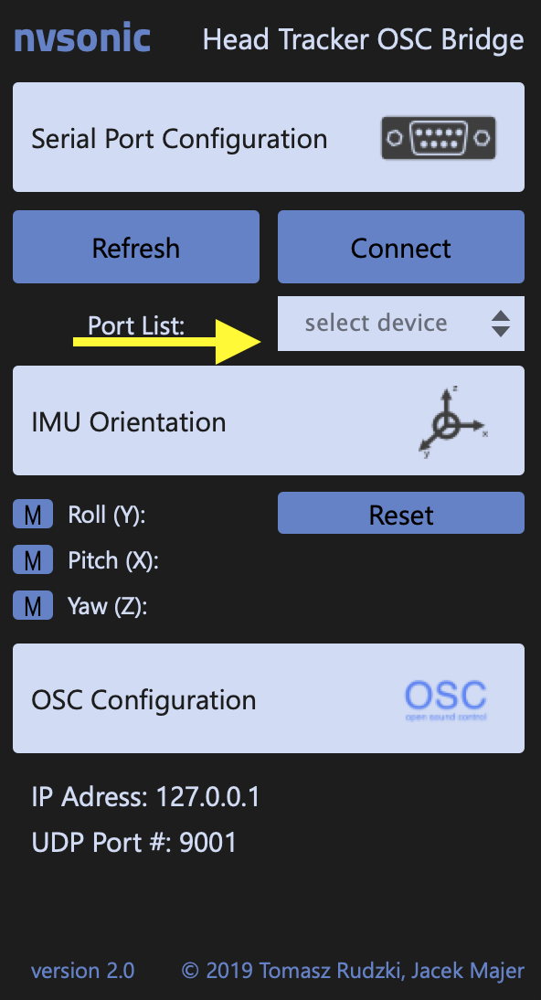 nvsonic Head Tracker OSC Bridge
Serial Port Configuration
Refresh Connect
Port List: select device
IMU Orientation
z
x
y
M Roll (Y): Reset
M Pitch (X):
M Yaw (Z):
OSC Configuration
OSC
open sound control
IP Adress: 127.0.0.1
UDP Port #: 9001
version 2.0 © 2019 Tomasz Rudzki, Jacek Majer